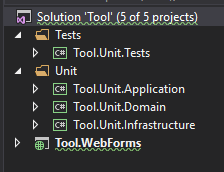 Solution 'Tool' (5 of 5 projects)
Tests
C# Tool.Unit.Tests
Unit
C# Tool.Unit.Application
C# Tool.Unit.Domain
C# Tool.Unit.Infrastructure
Tool.WebForms